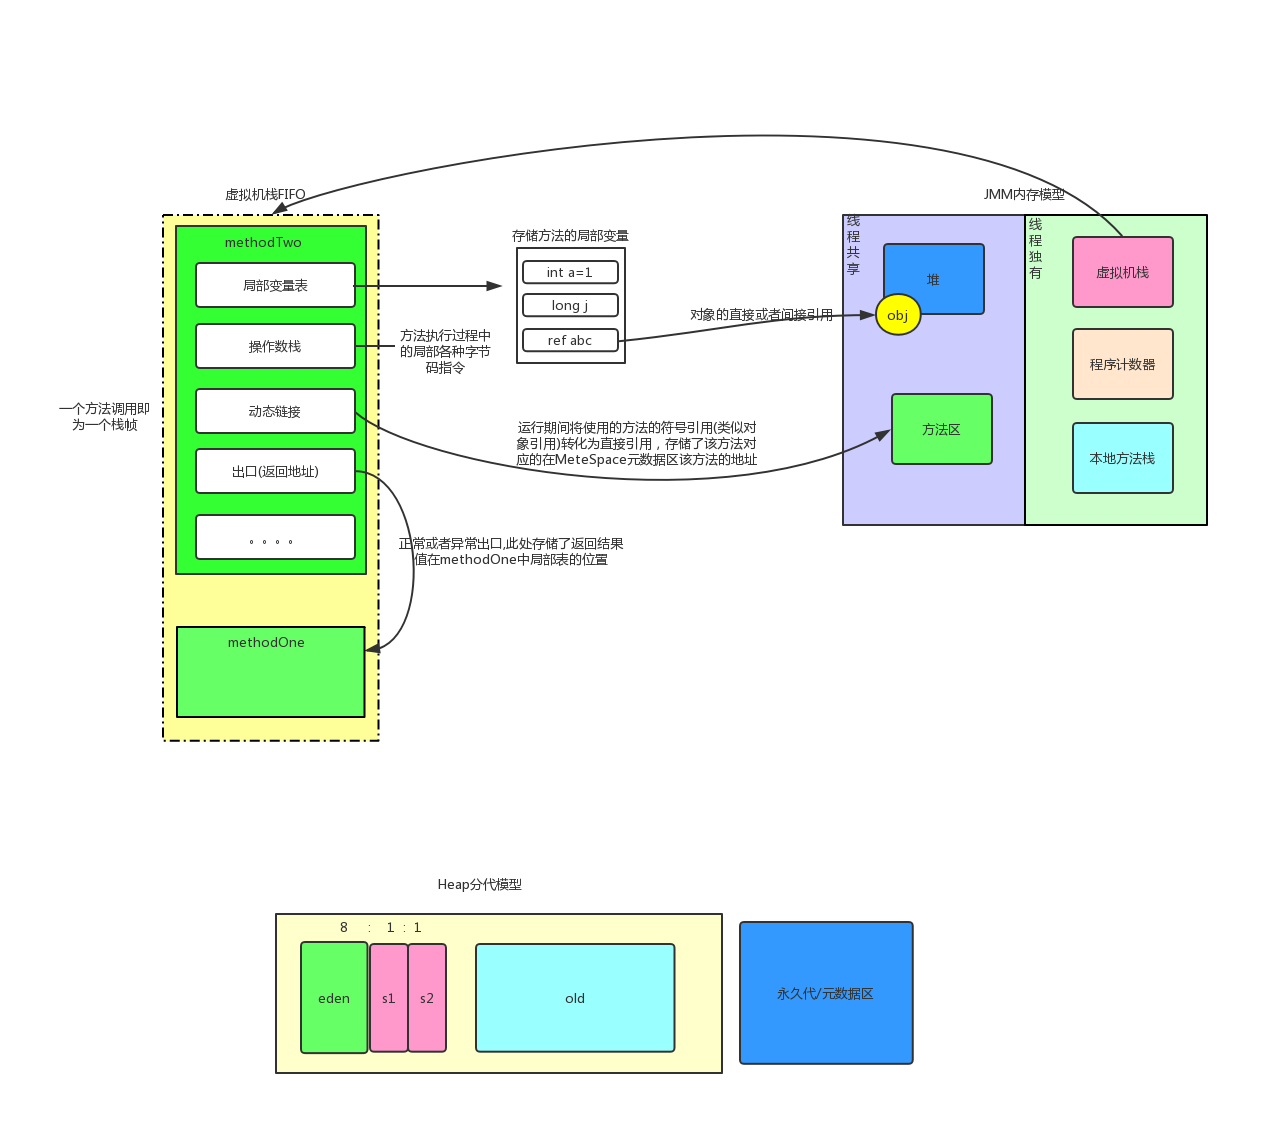 虚拟机栈FIFO
JMM内存模型
methodTwo
局部变量表
操作数栈
动态链接
出口(返回地址)
。。。。
methodOne
一个方法调用即
为一个栈帧
存储方法的局部变量
int a=1
long j
ref abc
方法执行过程中
的局部各种字节
码指令
对象的直接或者间接引用
运行期间将使用的方法的符号引用(类似对
象引用)转化为直接引用，存储了该方法对
应的在MeteSpace元数据区该方法的地址
正常或者异常出口,此处存储了返回结果
值在methodOne中局部表的位置
线
程
共
享
堆
obj
方法区
线
程
独
有
虚拟机栈
程序计数器
本地方法栈
Heap分代模型
8 : 1 : 1
eden
s1
s2
old
永久代/元数据区